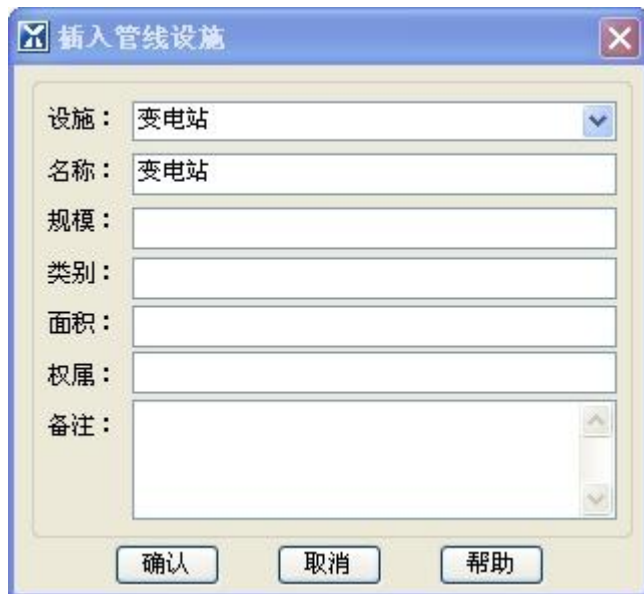 插入管线设施
设施：变电站
名称：变电站
规模：
类别：
面积：
权属：
备注：
确认 取消 帮助